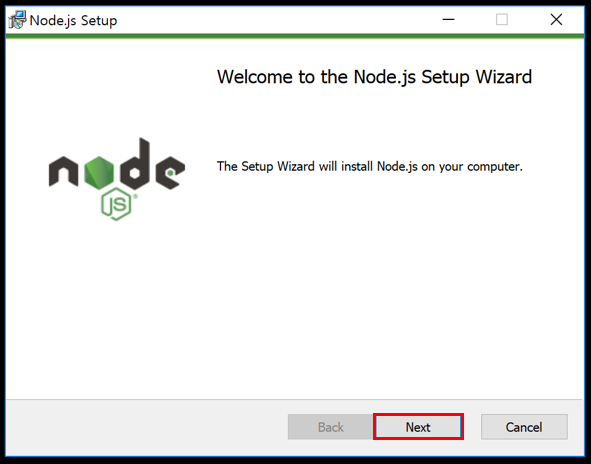 Node.js Setup
Welcome to the Node.js Setup Wizard
node
JS
The Setup Wizard will install Node.js on your computer.
Back
Next
Cancel